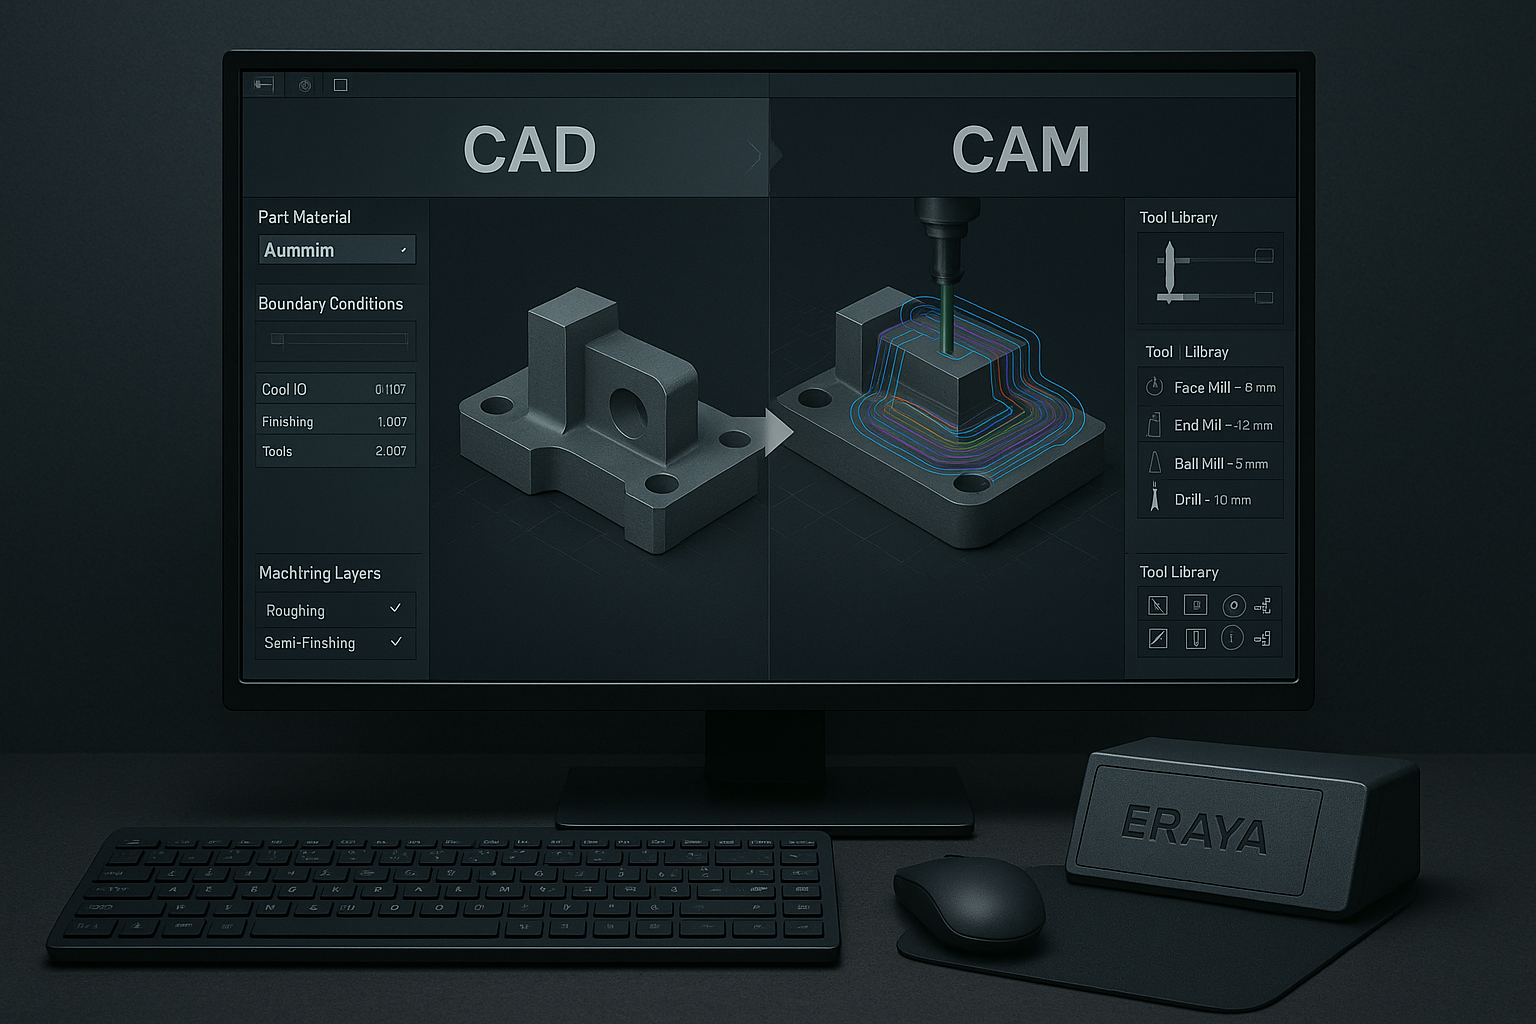 CAD
CAM
Part Material
Aummim
Boundary Conditions
Cool IO
Finishing 1.007
Tools 2.007
Machtring Layers
Roughing
Semi-Finshing
Tool Library
Tool Lilbray
Face Mill – 6 mm
End Mil –-12 mm
Ball Mill – 5 mm
Drill - 10 mm
Tool Library
ERAYA